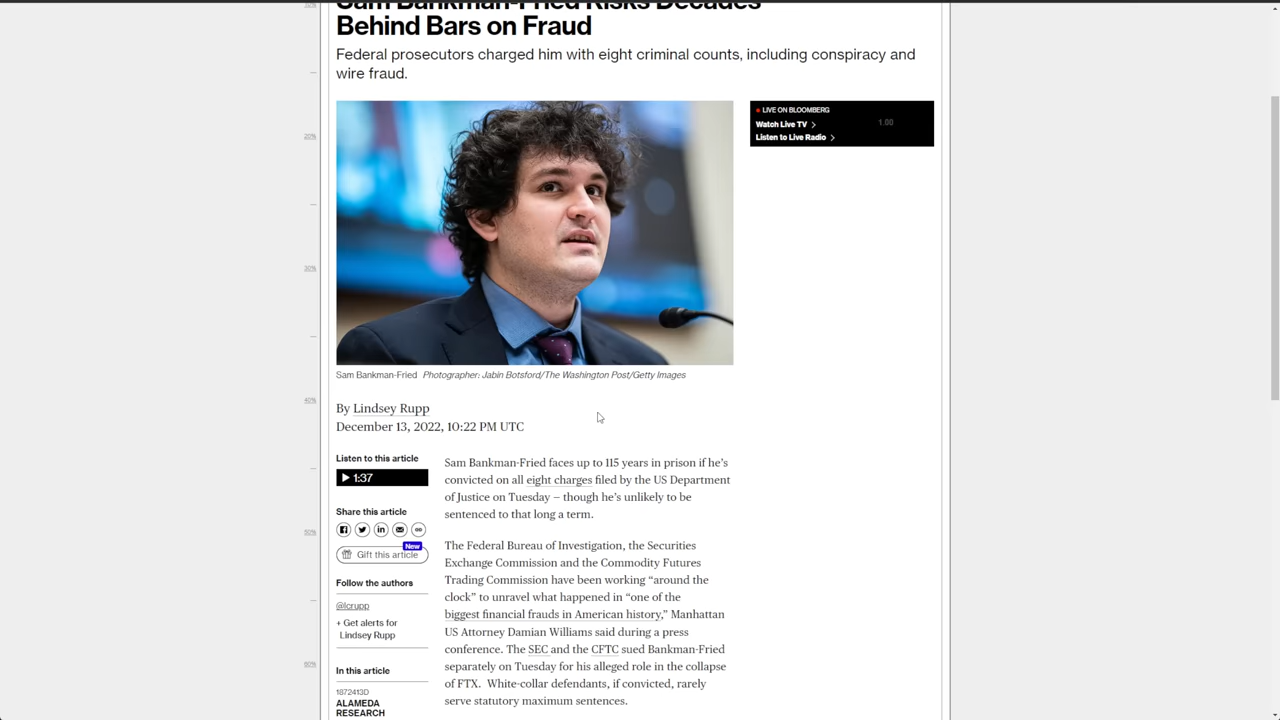 Sam Bankman-Fried Risks Decades
Behind Bars on Fraud
Federal prosecutors charged him with eight criminal counts, including conspiracy and
wire fraud.
LIVE ON BLOOMBERG
Watch Live TV >
Listen to Live Radio >
1.00
Sam Bankman-Fried Photographer: Jabin Botsford/The Washington Post/Getty Images
By Lindsey Rupp
December 13, 2022, 10:22 PM UTC
Listen to this article
1:37
Share this article
New
Gift this article
Follow the authors
@lcrupp
+ Get alerts for
Lindsey Rupp
In this article
1872413D
ALAMEDA
RESEARCH
Sam Bankman-Fried faces up to 115 years in prison if he's
convicted on all eight charges filed by the US Department
of Justice on Tuesday – though he's unlikely to be
sentenced to that long a term.
The Federal Bureau of Investigation, the Securities
Exchange Commission and the Commodity Futures
Trading Commission have been working “around the
clock” to unravel what happened in “one of the
biggest financial frauds in American history,” Manhattan
US Attorney Damian Williams said during a press
conference. The SEC and the CFTC sued Bankman-Fried
separately on Tuesday for his alleged role in the collapse
of FTX. White-collar defendants, if convicted, rarely
serve statutory maximum sentences.
20%
30%
40%
50%
60%